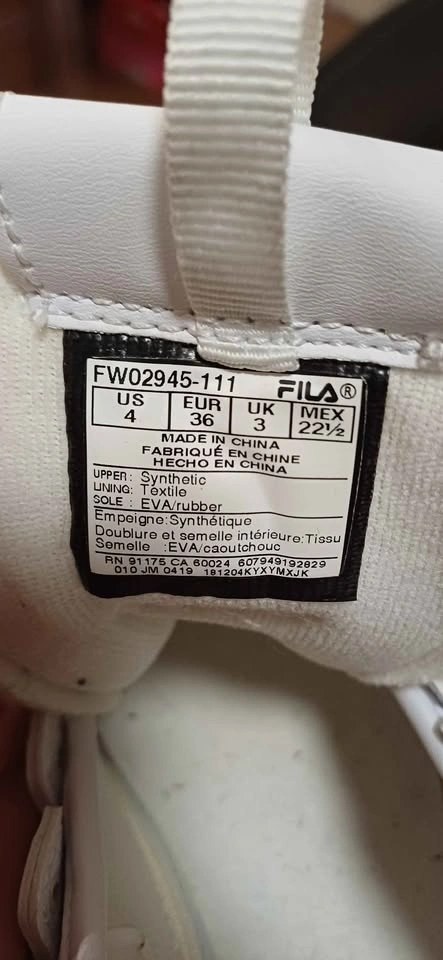 FW02945-111 FILA®
US EUR UK MEX
4 36 3 22½
MADE IN CHINA
FABRIQUÉ EN CHINE
HECHO EN CHINA
UPPER: Synthetic
LINING: Textile
SOLE : EVA/rubber
Empeigne:Synthétique
Doublure et semelle intérieure:Tissu
Semelle :EVA/caoutchouc
RN 91175 CA 60024 607949192829
010 JM 0419 181204KYXYMXJK